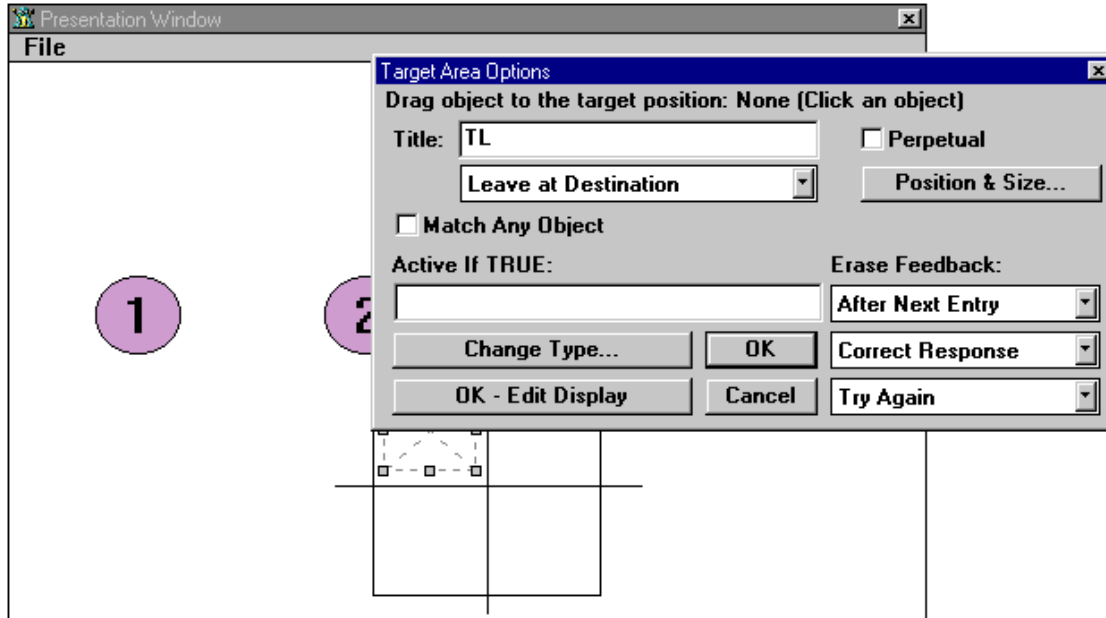 Presentation Window
File
Target Area Options
Drag object to the target position: None (Click an object)
Title: TL
Perpetual
Leave at Destination
Position & Size...
Match Any Object
Active If TRUE:
Erase Feedback:
After Next Entry
Change Type...
OK
Correct Response
OK - Edit Display
Cancel
Try Again
1
2